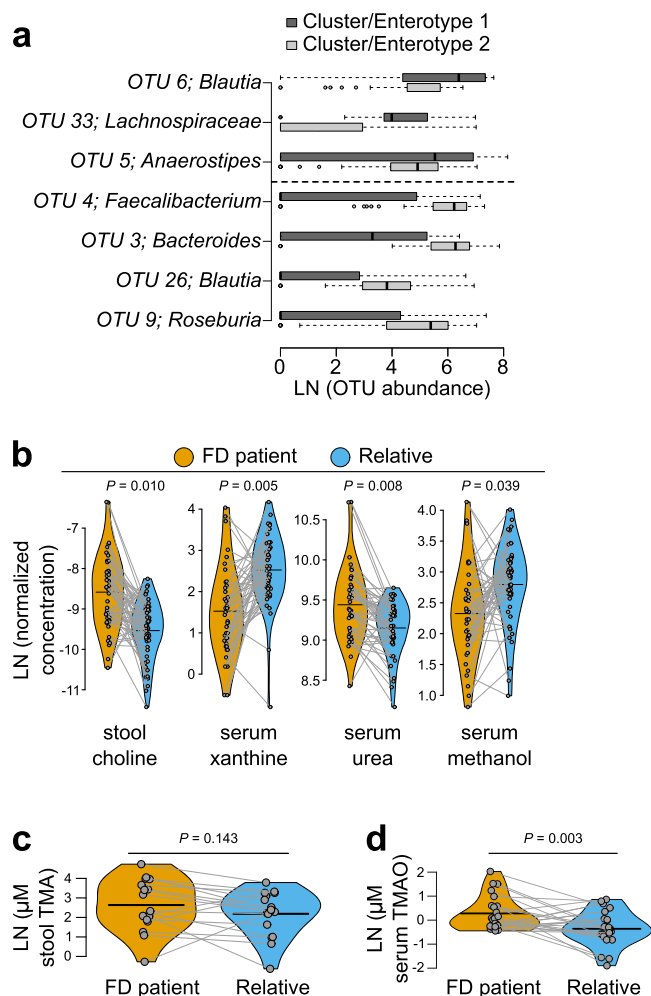 a
Cluster/Enterotype 1
Cluster/Enterotype 2
OTU 6; Blautia
OTU 33; Lachnospiraceae
OTU 5; Anaerostipes
OTU 4; Faecalibacterium
OTU 3; Bacteroides
OTU 26; Blautia
OTU 9; Roseburia
0 2 4 6 8
LN (OTU abundance)
b
FD patient Relative
P = 0.010 P = 0.005 P = 0.008 P = 0.039
LN (normalized
concentration)
-7
-8
-9
-10
-11
4
3
2
1
0
10.5
10.0
9.5
9.0
8.5
4.0
3.5
3.0
2.5
2.0
1.5
1.0
stool
choline
serum
xanthine
serum
urea
serum
methanol
c
P = 0.143
LN (μM
stool TMA)
4
3
2
1
0
FD patient Relative
d
P = 0.003
LN (μM
serum TMAO)
2
1
0
-1
-2
FD patient Relative